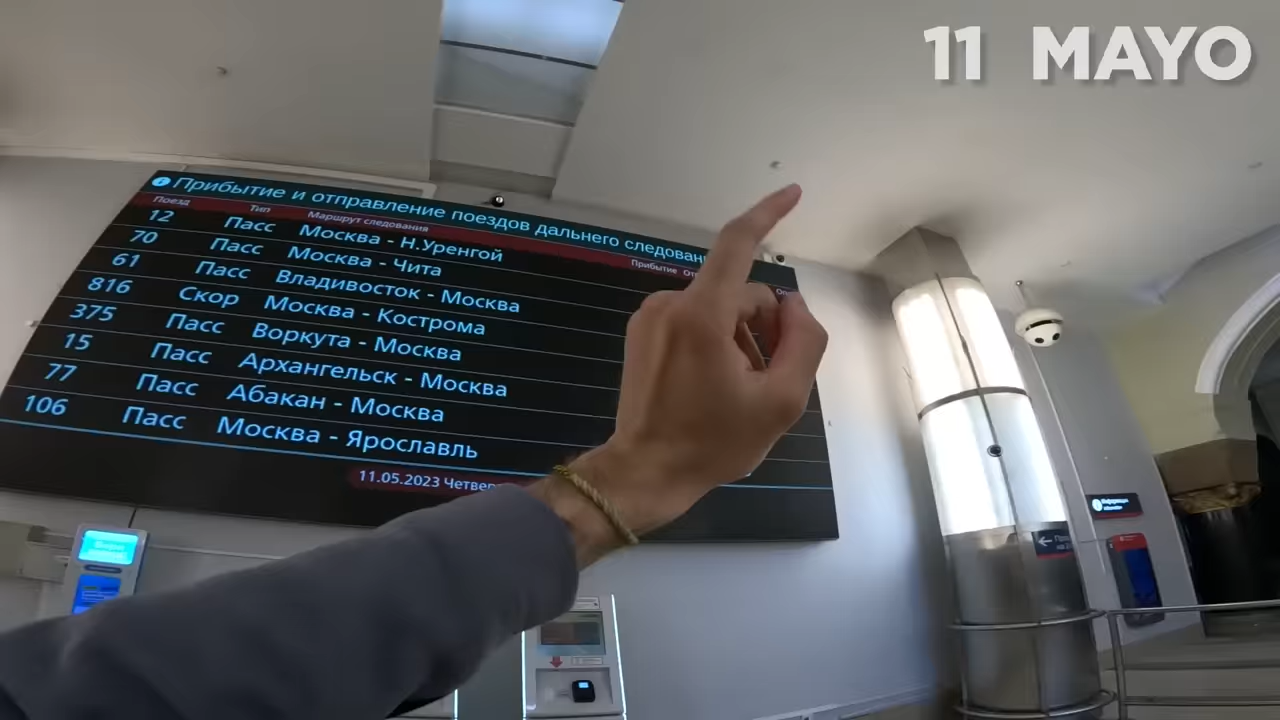 11 MAYO
Прибытие и отправление поездов дальнего следован
Поезд Тип Маршрут следования Прибытие
12 Пасс Москва - Н.Уренгой
70 Пасс Москва - Чита
61 Пасс Владивосток - Москва
816 Скор Москва - Кострома
375 Пасс Воркута - Москва
15 Пасс Архангельск - Москва
77 Пасс Абакан - Москва
106 Пасс Москва - Ярославль
11.05.2023 Четверг